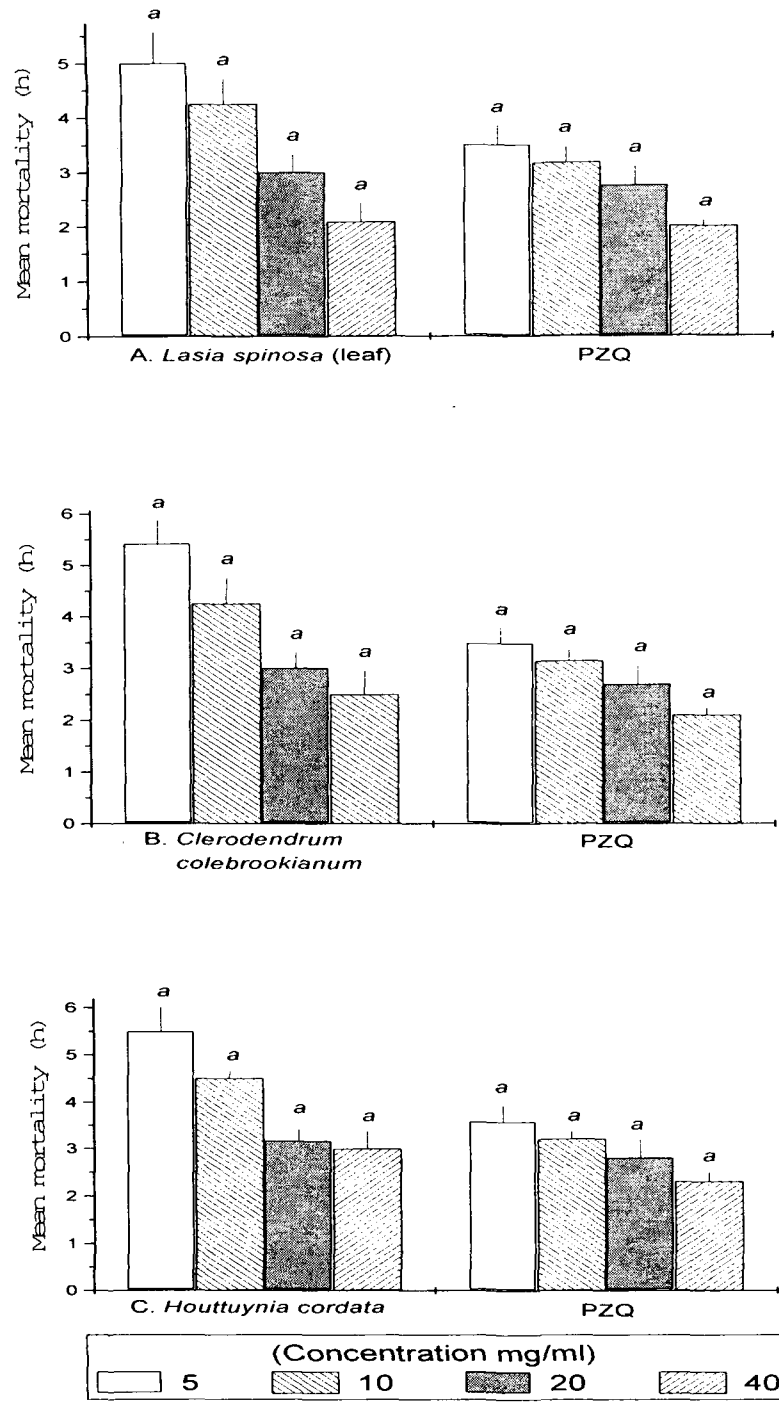 a
a
a
a
a
a
a
a
Mean mortality (h)
5
4
3
2
1
0
A. Lasia spinosa (leaf)
PZQ
a
a
a
a
a
a
a
a
Mean mortality (h)
6
5
4
3
2
1
0
B. Clerodendrum
colebrookianum
PZQ
a
a
a
a
a
a
a
a
Mean mortality (h)
6
5
4
3
2
1
0
C. Houttuynia cordata
PZQ
(Concentration mg/ml)
5 10 20 40